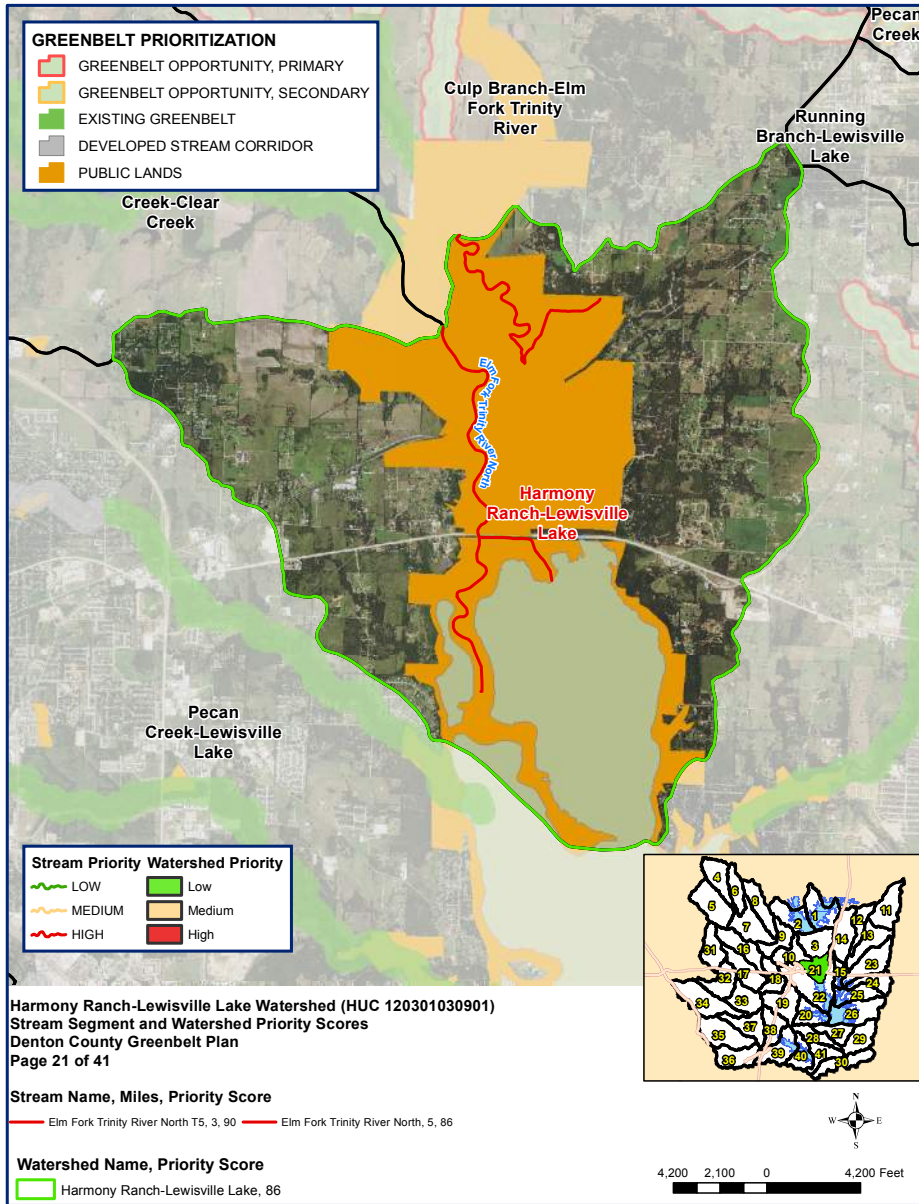 GREENBELT PRIORITIZATION
GREENBELT OPPORTUNITY, PRIMARY
GREENBELT OPPORTUNITY, SECONDARY
EXISTING GREENBELT
DEVELOPED STREAM CORRIDOR
PUBLIC LANDS
Pecan
Creek
Culp Branch-Elm
Fork Trinity
River
Running
Branch-Lewisville
Lake
Creek-Clear
Creek
Elm Fork Trinity River North
Harmony
Ranch-Lewisville
Lake
Pecan
Creek-Lewisville
Lake
Stream Priority Watershed Priority
LOW Low
MEDIUM Medium
HIGH High
4
6
5
8
7
2
1
12
11
9
3
14
13
31
16
10
23
32
17
18
21
15
24
34
33
19
22
25
20
26
35
37
38
28
27
29
36
39
40
41
30
Harmony Ranch-Lewisville Lake Watershed (HUC 120301030901)
Stream Segment and Watershed Priority Scores
Denton County Greenbelt Plan
Page 21 of 41
Stream Name, Miles, Priority Score
Elm Fork Trinity River North T5, 3, 90 Elm Fork Trinity River North, 5, 86
N
W E
S
Watershed Name, Priority Score
Harmony Ranch-Lewisville Lake, 86
4,200 2,100 0 4,200 Feet